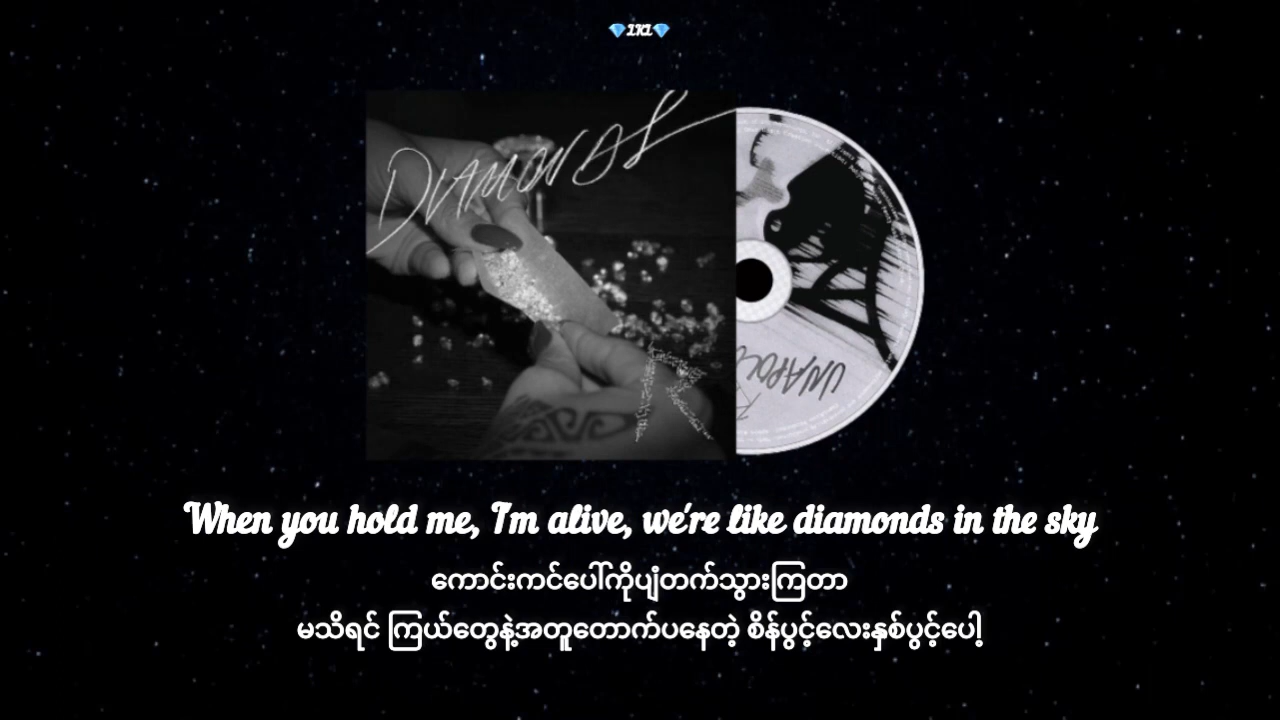 💎LKL💎
DIAMONDS
R
When you hold me, I'm alive, we're like diamonds in the sky
ကောင်းကင်ပေါ်ကိုပျံတက်သွားကြတာ
မသိရင် ကြယ်တွေနဲ့အတူတောက်ပနေတဲ့ စိန်ပွင့်လေးနှစ်ပွင့်ပေါ့